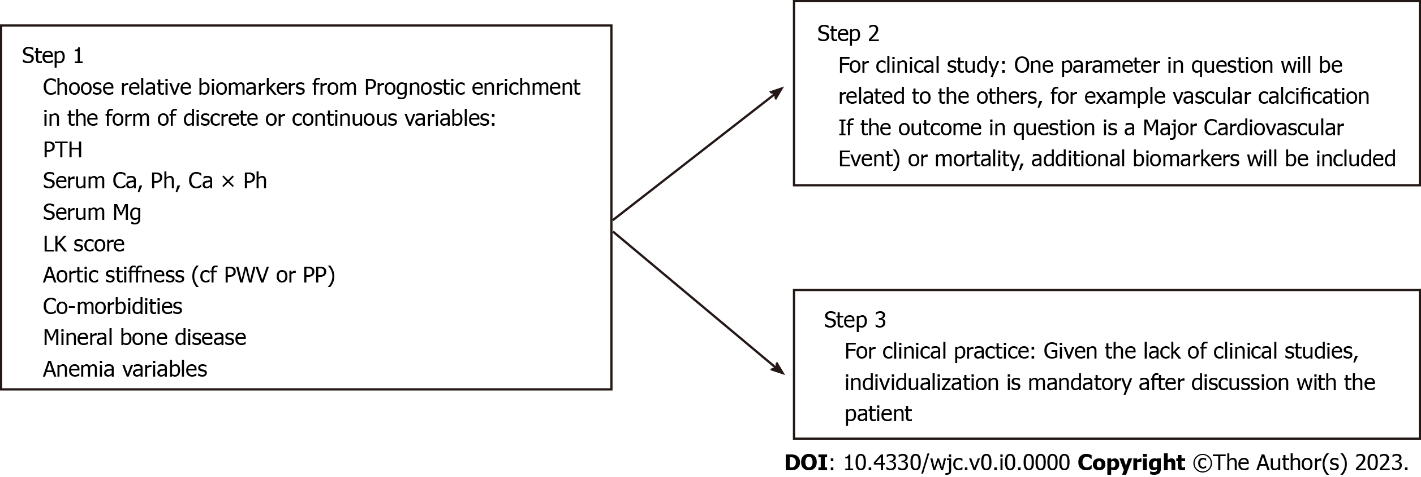 Step 1
Choose relative biomarkers from Prognostic enrichment
in the form of discrete or continuous variables:
PTH
Serum Ca, Ph, Ca × Ph
Serum Mg
LK score
Aortic stiffness (cf PWV or PP)
Co-morbidities
Mineral bone disease
Anemia variables
Step 2
For clinical study: One parameter in question will be
related to the others, for example vascular calcification
If the outcome in question is a Major Cardiovascular
Event) or mortality, additional biomarkers will be included
Step 3
For clinical practice: Given the lack of clinical studies,
individualization is mandatory after discussion with the
patient
DOI: 10.4330/wjc.v0.i0.0000 Copyright ©The Author(s) 2023.